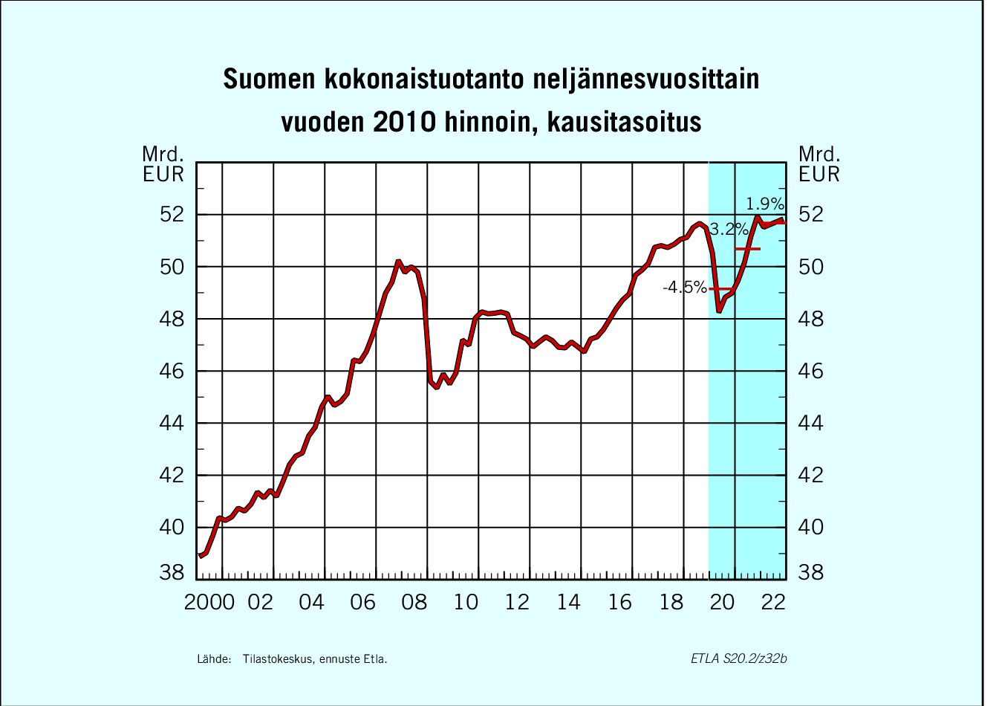 Suomen kokonaistuotanto neljännesvuosittain
vuoden 2010 hinnoin, kausitasoitus
Mrd.
EUR
Mrd.
EUR
1.9%
52
52
3.2%
50
50
-4.5%
48
48
46
46
44
44
42
42
40
40
38
38
2000 02 04 06 08 10 12 14 16 18 20 22
Lähde: Tilastokeskus, ennuste Etla.
ETLA S20.2/z32b